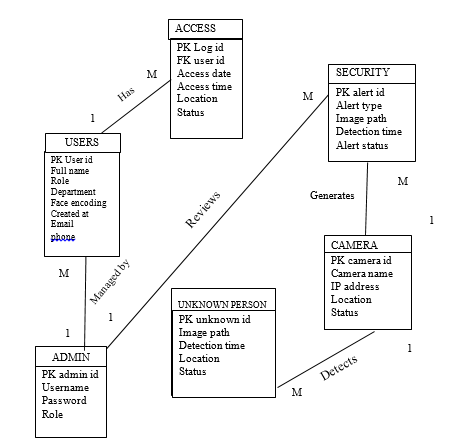 ACCESS
PK Log id
FK user id
Access date
Access time
Location
Status
M
Has
1
SECURITY
PK alert id
Alert type
Image path
Detection time
Alert status
M
USERS
PK User id
Full name
Role
Department
Face encoding
Created at
Email
phone
Reviews
Generates
M
1
CAMERA
PK camera id
Camera name
IP address
Location
Status
M
Managed by
1
1
UNKNOWN PERSON
PK unknown id
Image path
Detection time
Location
Status
ADMIN
PK admin id
Username
Password
Role
1
Detects
M